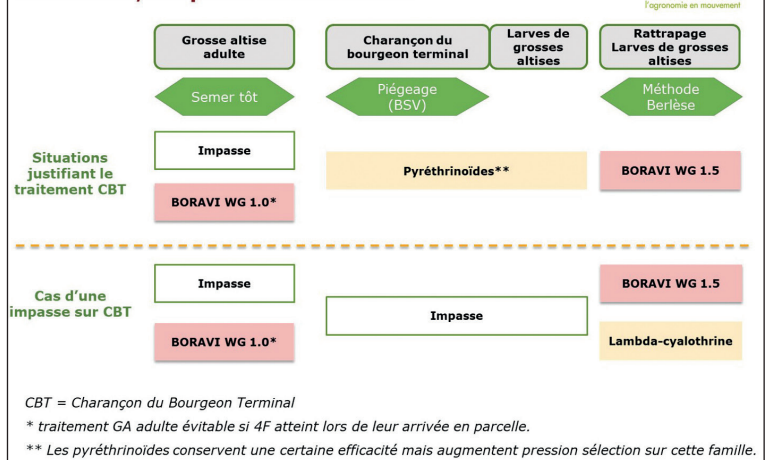 l'agronomie en mouvement
Grosse altise
adulte
Charançon du
bourgeon terminal
Larves de
grosses
altises
Rattrapage
Larves de grosses
altises
Semer tôt
Piégeage
(BSV)
Méthode
Berlèse
Situations
justifiant le
traitement CBT
Impasse
BORAVI WG 1.0*
Pyréthrinoïdes**
BORAVI WG 1.5
Cas d'une
impasse sur CBT
Impasse
BORAVI WG 1.0*
Impasse
BORAVI WG 1.5
Lambda-cyalothrine
CBT = Charançon du Bourgeon Terminal
* traitement GA adulte évitable si 4F atteint lors de leur arrivée en parcelle.
** Les pyréthrinoïdes conservent une certaine efficacité mais augmentent pression sélection sur cette famille.